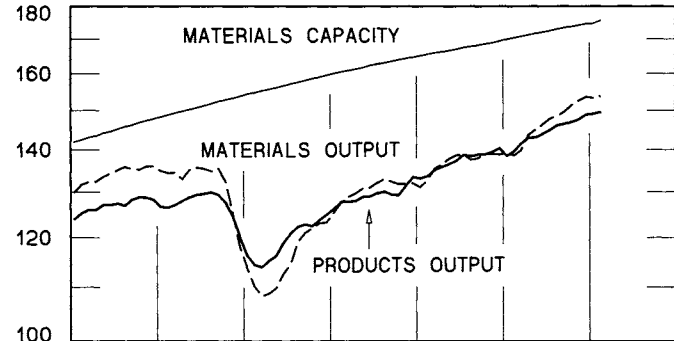 180
MATERIALS CAPACITY
160
140
MATERIALS OUTPUT
120
PRODUCTS OUTPUT
100